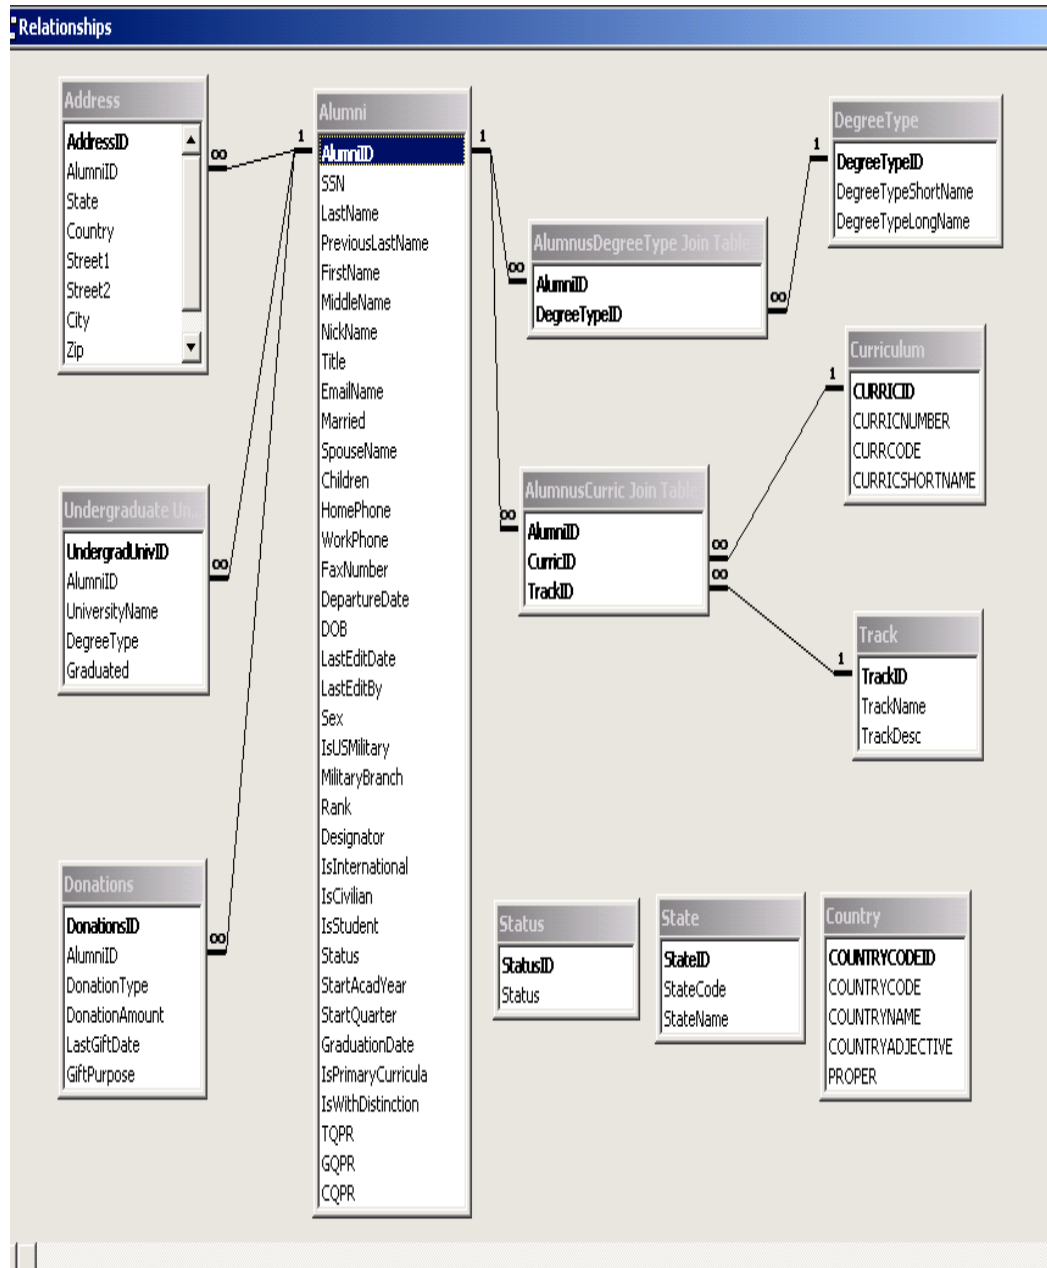 Relationships
Address
AddressID
AlumniID
State
Country
Street1
Street2
City
Zip
Undergraduate Un...
UndergradUnivID
AlumniID
UniversityName
DegreeType
Graduated
Donations
DonationsID
AlumniID
DonationType
DonationAmount
LastGiftDate
GiftPurpose
∞
∞
∞
1
Alumni
1
AlumniID
SSN
LastName
PreviousLastName
FirstName
MiddleName
NickName
Title
EmailName
Married
SpouseName
Children
HomePhone
WorkPhone
FaxNumber
DepartureDate
DOB
LastEditDate
LastEditBy
Sex
IsUSMilitary
MilitaryBranch
Rank
Designator
IsInternational
IsCivilian
IsStudent
Status
StartAcadYear
StartQuarter
GraduationDate
IsPrimaryCurricula
IsWithDistinction
TQPR
GQPR
CQPR
AlumnusDegreeType Join Table
∞
AlumniID
DegreeTypeID
∞
AlumnusCurric Join Table
∞
AlumniID
CurricID
TrackID
∞
∞
DegreeType
1
DegreeTypeID
DegreeTypeShortName
DegreeTypeLongName
Curriculum
1
CURRICID
CURRICNUMBER
CURRCODE
CURRICSHORTNAME
Track
1
TrackID
TrackName
TrackDesc
Status
StatusID
Status
State
StateID
StateCode
StateName
Country
COUNTRYCODEID
COUNTRYCODE
COUNTRYNAME
COUNTRYADJECTIVE
PROPER